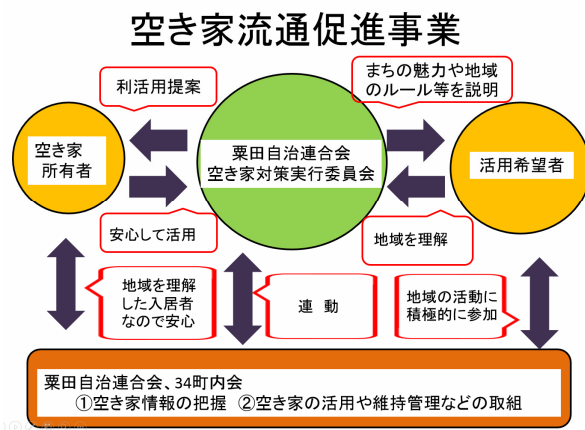 空き家流通促進事業
利活用提案
まちの魅力や地域
のルール等を説明
空き家
所有者
粟田自治連合会
空き家対策実行委員会
活用希望者
安心して活用
地域を理解
地域を理解
した入居者
なので安心
連 動
地域の活動に
積極的に参加
粟田自治連合会、34町内会
①空き家情報の把握 ②空き家の活用や維持管理などの取組